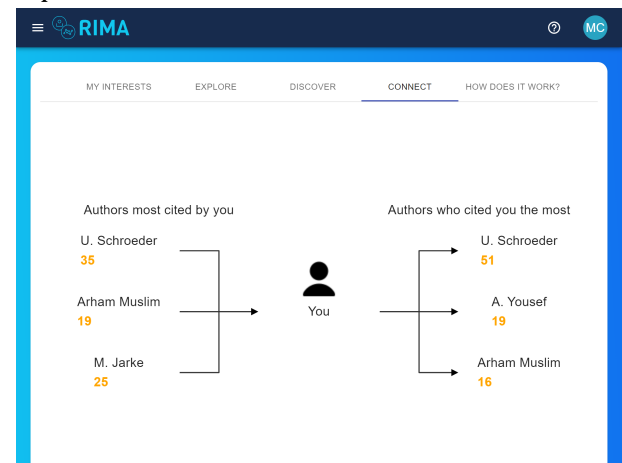 RIMA
MC
MY INTERESTS EXPLORE DISCOVER CONNECT HOW DOES IT WORK?
Authors most cited by you
U. Schroeder
35
Arham Muslim
19
M. Jarke
25
You
Authors who cited you the most
U. Schroeder
51
A. Yousef
19
Arham Muslim
16